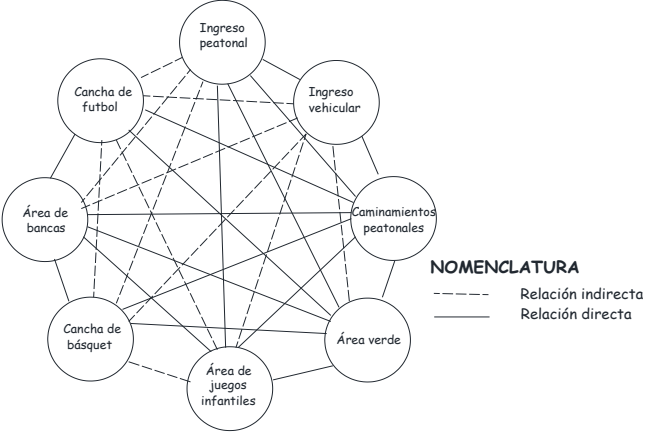 Ingreso
peatonal
Cancha de
futbol
Ingreso
vehicular
Área de
bancas
Caminamientos
peatonales
NOMENCLATURA
Relación indirecta
Relación directa
Cancha de
básquet
Área verde
Área de
juegos
infantiles